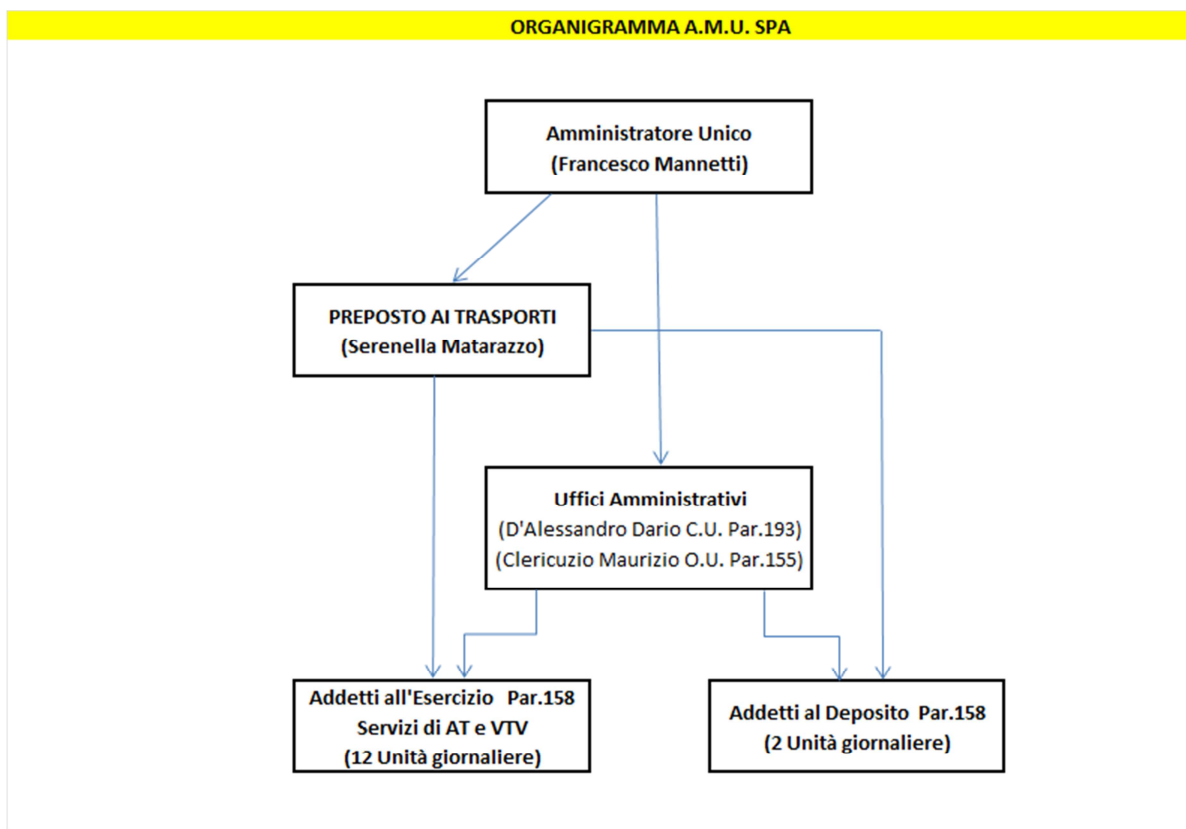 ORGANIGRAMMA A.M.U. SPA
Amministratore Unico
(Francesco Mannetti)
PREPOSTO AI TRASPORTI
(Serenella Matarazzo)
Uffici Amministrativi
(D'Alessandro Dario C.U. Par.193)
(Clericuzio Maurizio O.U. Par.155)
Addetti all'Esercizio Par.158
Servizi di AT e VTV
(12 Unità giornaliere)
Addetti al Deposito Par.158
(2 Unità giornaliere)